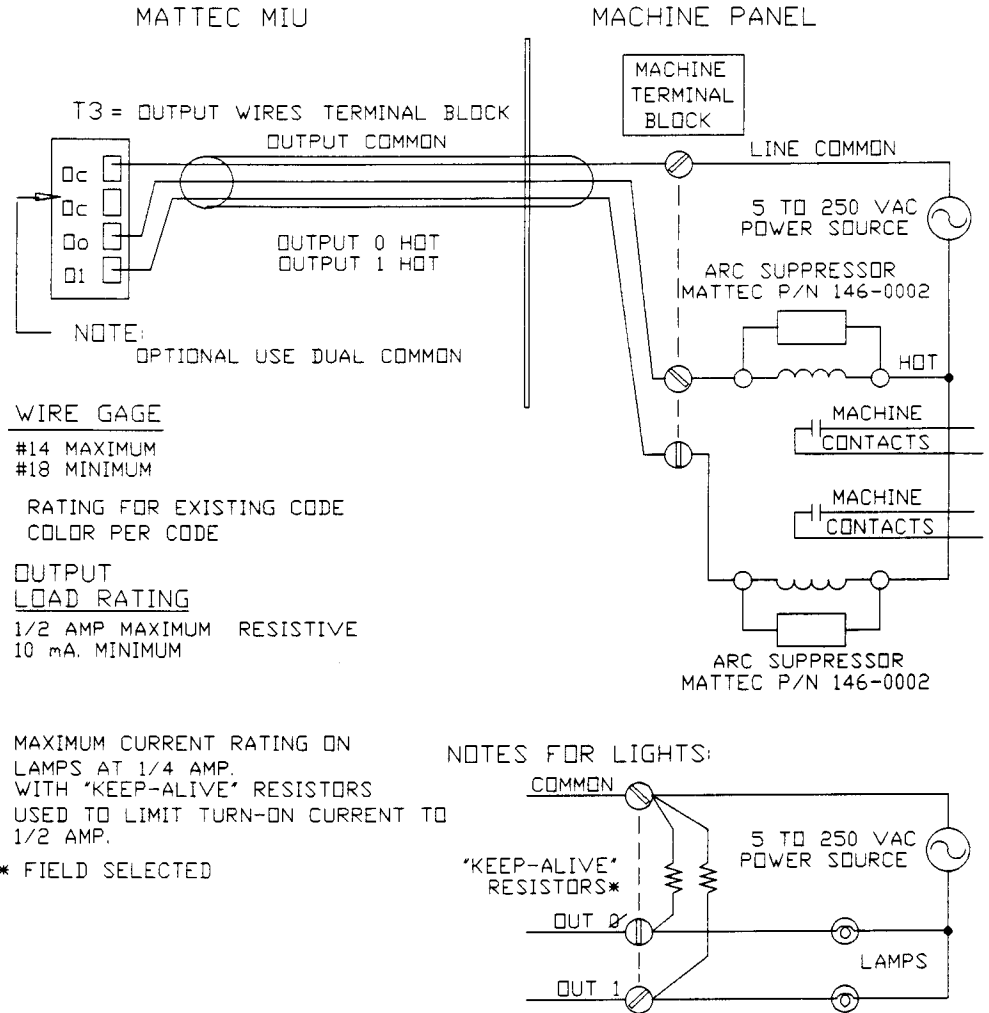 MATTEC MIU
MACHINE PANEL
MACHINE
TERMINAL
BLOCK
T3 = OUTPUT WIRES TERMINAL BLOCK
OUTPUT COMMON
LINE COMMON
Oc
Oc
Oo
O1
5 TO 250 VAC
POWER SOURCE
OUTPUT 0 HOT
OUTPUT 1 HOT
ARC SUPPRESSOR
MATTEC P/N 146-0002
NOTE:
OPTIONAL USE DUAL COMMON
HOT
WIRE GAGE
#14 MAXIMUM
#18 MINIMUM
MACHINE
CONTACTS
RATING FOR EXISTING CODE
COLOR PER CODE
MACHINE
CONTACTS
OUTPUT
LOAD RATING
1/2 AMP MAXIMUM RESISTIVE
10 mA. MINIMUM
ARC SUPPRESSOR
MATTEC P/N 146-0002
MAXIMUM CURRENT RATING ON
LAMPS AT 1/4 AMP.
WITH "KEEP-ALIVE" RESISTORS
USED TO LIMIT TURN-ON CURRENT TO
1/2 AMP.
* FIELD SELECTED
NOTES FOR LIGHTS:
COMMON
5 TO 250 VAC
POWER SOURCE
"KEEP-ALIVE"
RESISTORS*
OUT 0
LAMPS
OUT 1